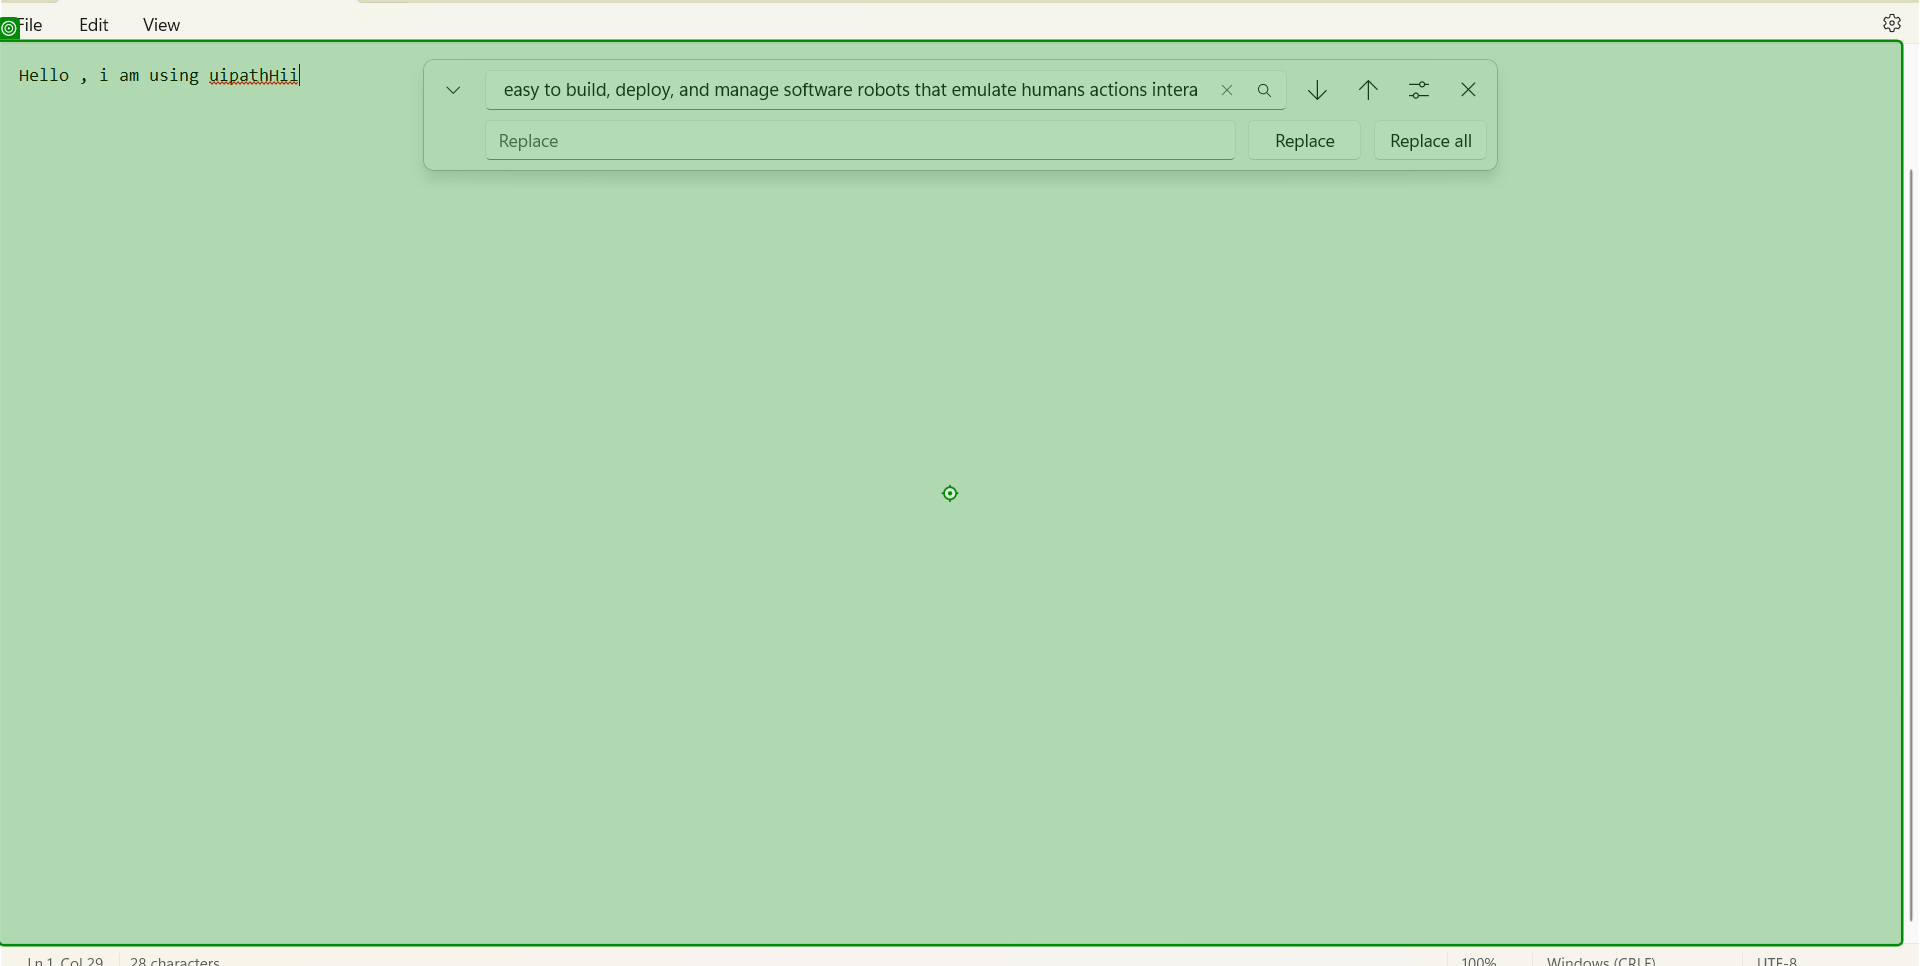 File Edit View
Hello , i am using uipathHii
easy to build, deploy, and manage software robots that emulate humans actions intera
Replace Replace Replace all
Ln 1, Col 29 28 characters 100% Windows (CRLF) UTF-8